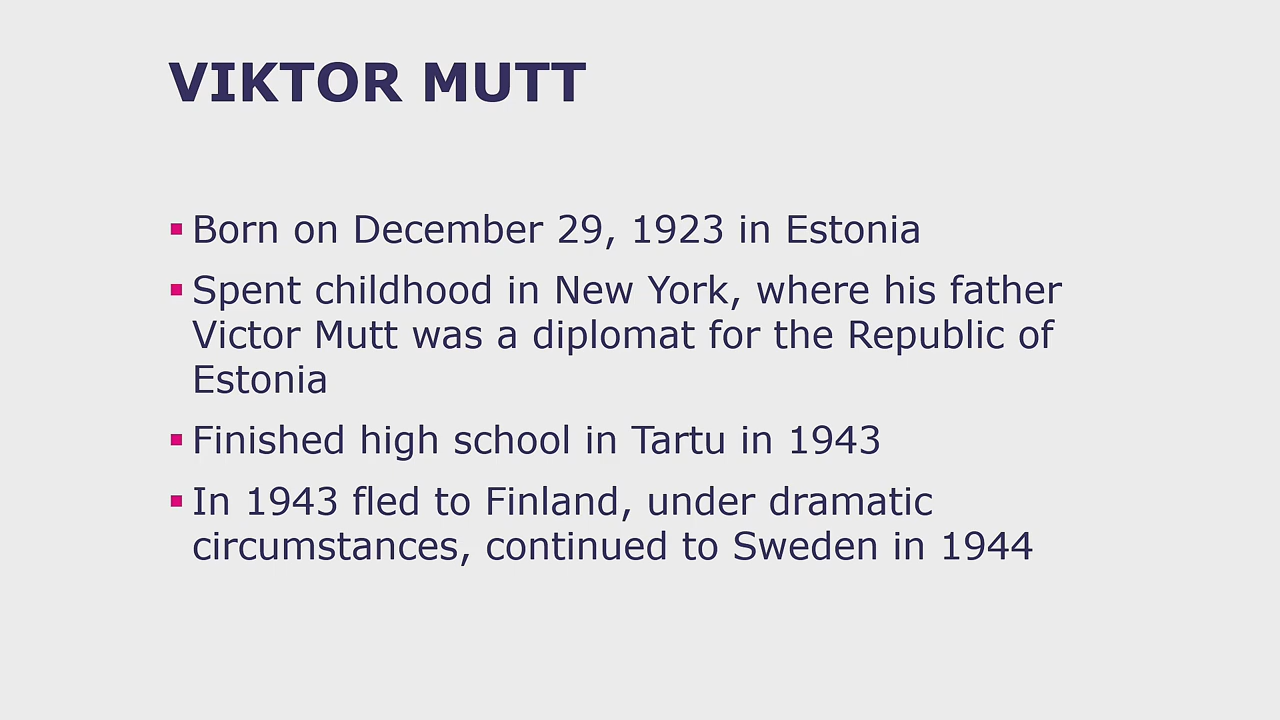 VIKTOR MUTT
▪ Born on December 29, 1923 in Estonia
▪ Spent childhood in New York, where his father
Victor Mutt was a diplomat for the Republic of
Estonia
▪ Finished high school in Tartu in 1943
▪ In 1943 fled to Finland, under dramatic
circumstances, continued to Sweden in 1944